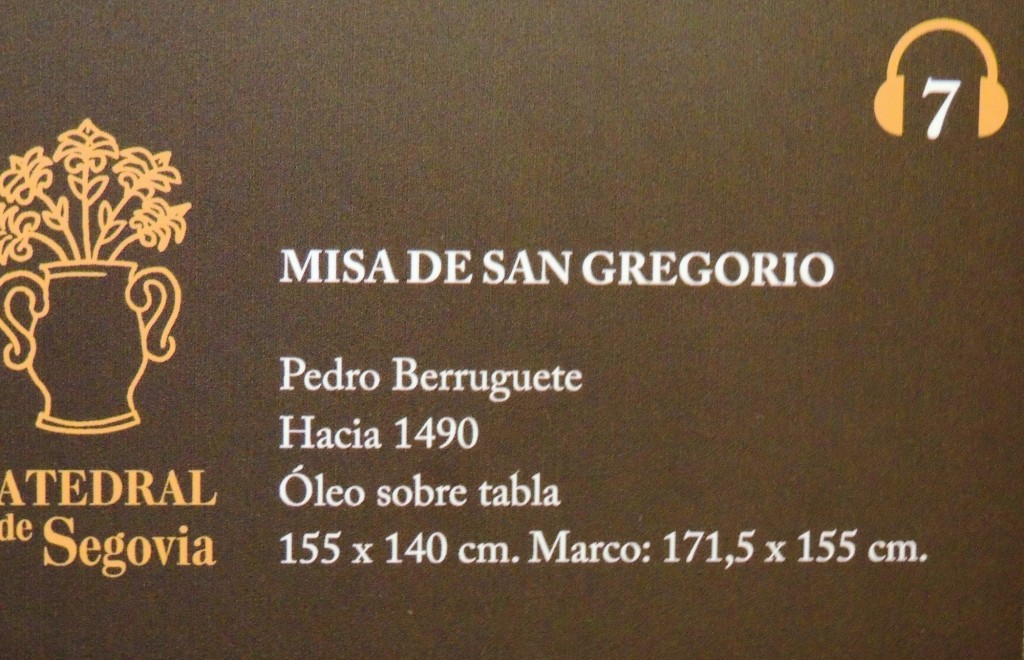 7
MISA DE SAN GREGORIO
Pedro Berruguete
Hacia 1490
Óleo sobre tabla
155 x 140 cm. Marco: 171,5 x 155 cm.
ATEDRAL
de Segovia